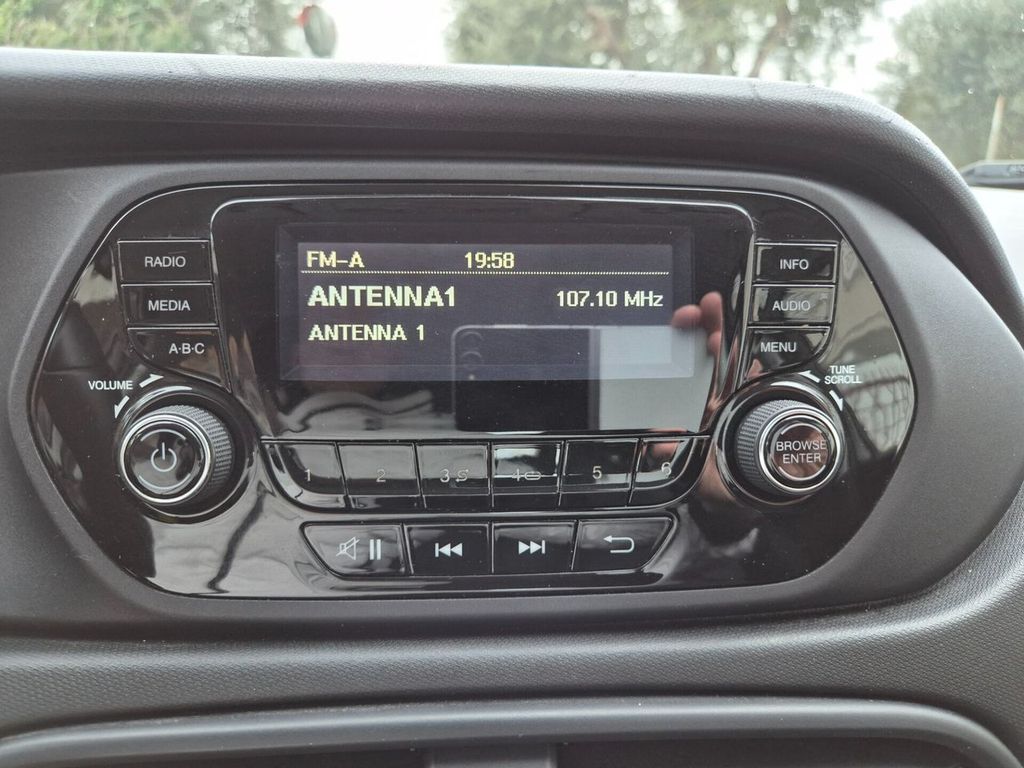 FM-A 19:58
ANTENNA1 107.10 MHz
ANTENNA 1
RADIO
MEDIA
A·B·C
VOLUME
INFO
AUDIO
MENU
TUNE
SCROLL
BROWSE
ENTER
1 2 3 4 5 6